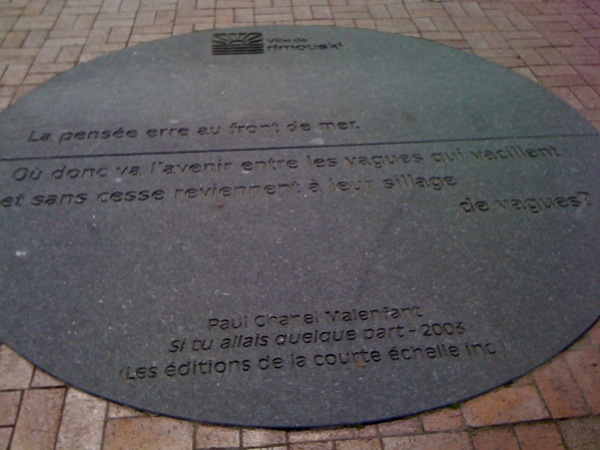 Ville de
rimouski
La pensée erre au front de mer.
Où donc va l'avenir entre les vagues qui vacillent
et sans cesse reviennent à leur sillage
de vagues?
Paul Chanel Malenfant
Si tu allais quelque part - 2003
(Les éditions de la courte échelle inc.)